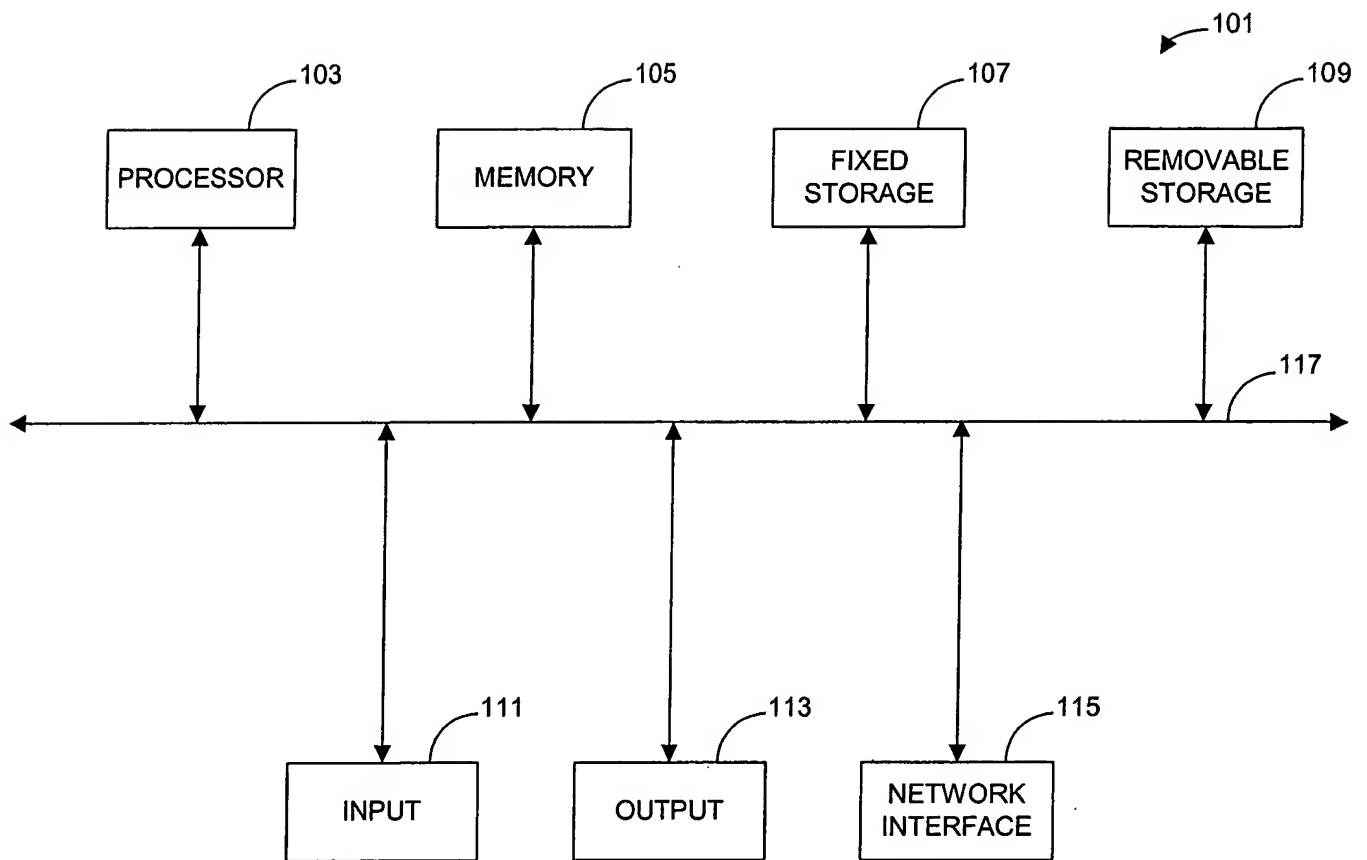 101
103
105
107
109
PROCESSOR
MEMORY
FIXED
STORAGE
REMOVABLE
STORAGE
117
111
113
115
INPUT
OUTPUT
NETWORK
INTERFACE